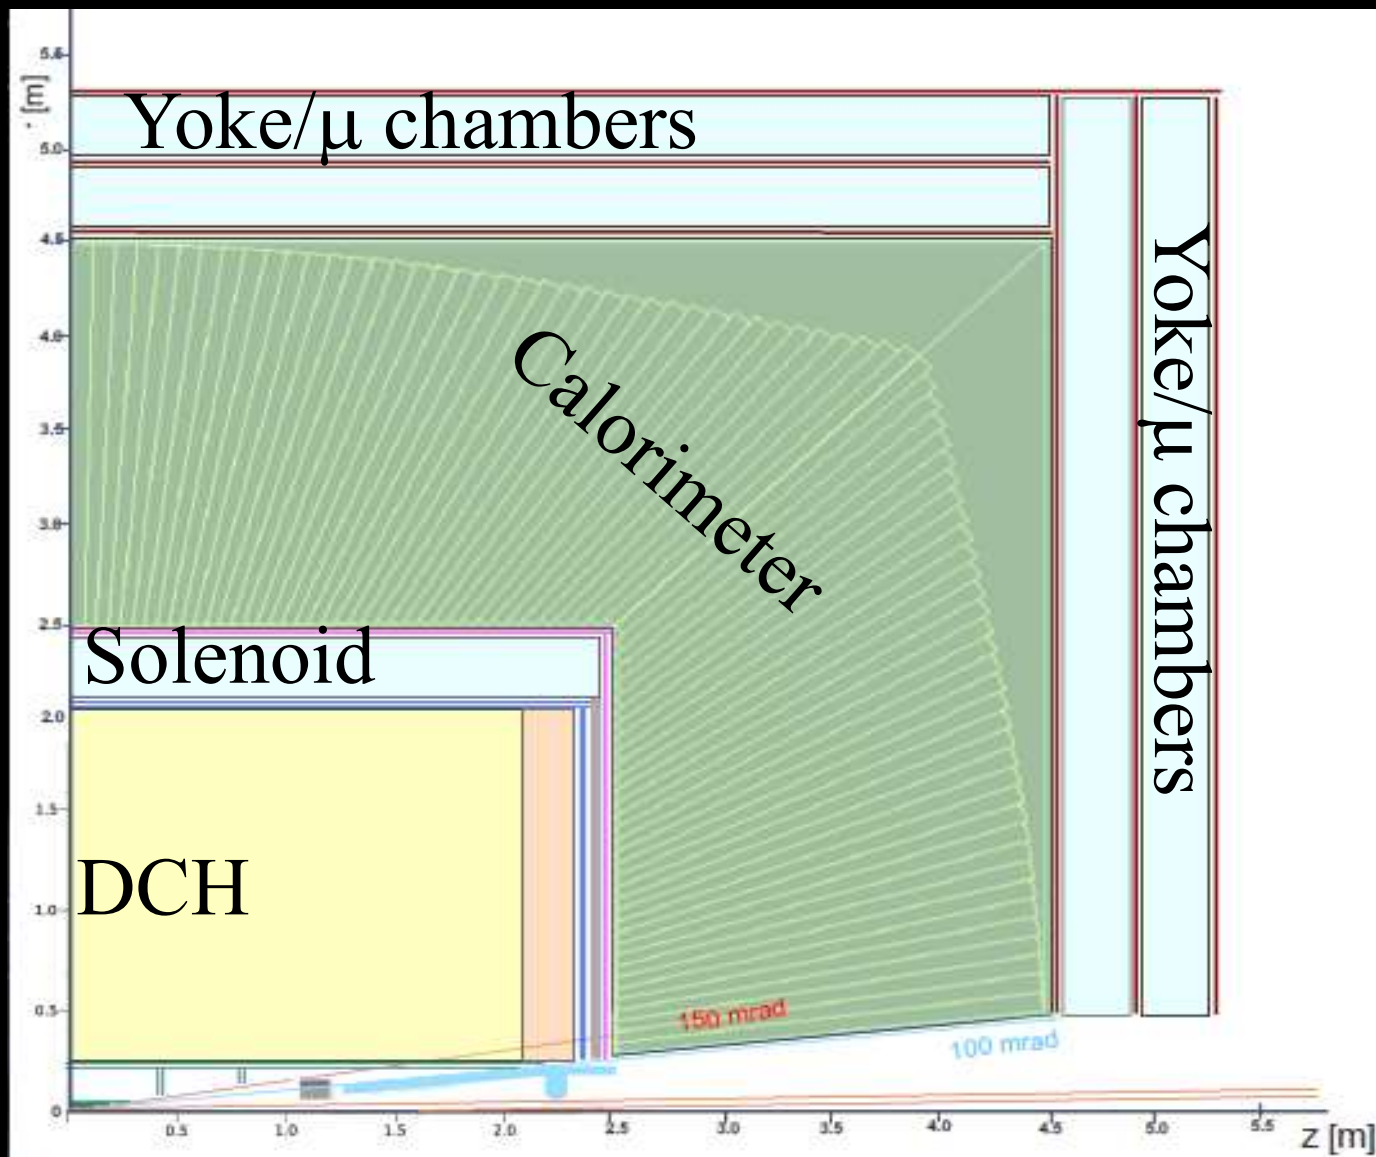 5.5
' [m]
Yoke/μ chambers
5.0
4.5
4.0
Calorimeter
3.5
3.0
2.5
Solenoid
2.0
1.5
DCH
1.0
0.5
150 mrad
100 mrad
0
0.5 1.0 1.5 2.0 2.5 3.0 3.5 4.0 4.5 5.0 5.5
z [m]
Yoke/μ chambers